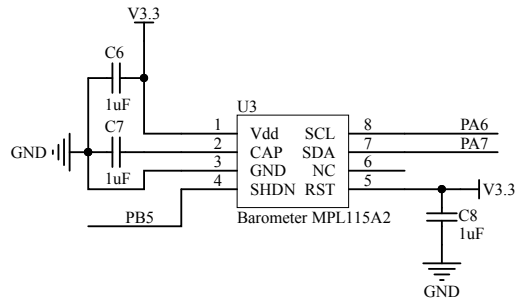 V3.3
C6
1uF
C7
GND
1uF
U3
1 Vdd SCL 8 PA6
2 CAP SDA 7 PA7
3 GND NC 6
4 SHDN RST 5 V3.3
PB5
Barometer MPL115A2
C8
1uF
GND